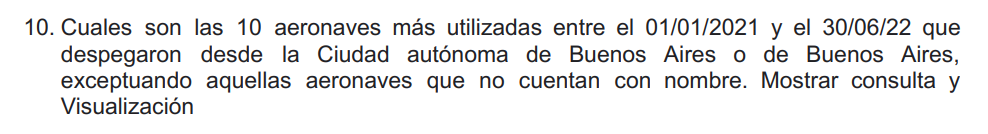 10. Cuales son las 10 aeronaves más utilizadas entre el 01/01/2021 y el 30/06/22 que
despegaron desde la Ciudad autónoma de Buenos Aires o de Buenos Aires,
exceptuando aquellas aeronaves que no cuentan con nombre. Mostrar consulta y
Visualización